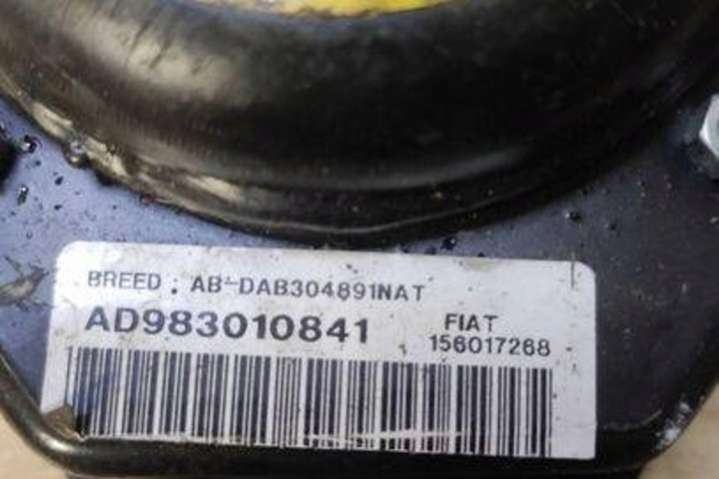 BREED : AB-DAB304891NAT
AD983010841
FIAT
156017268